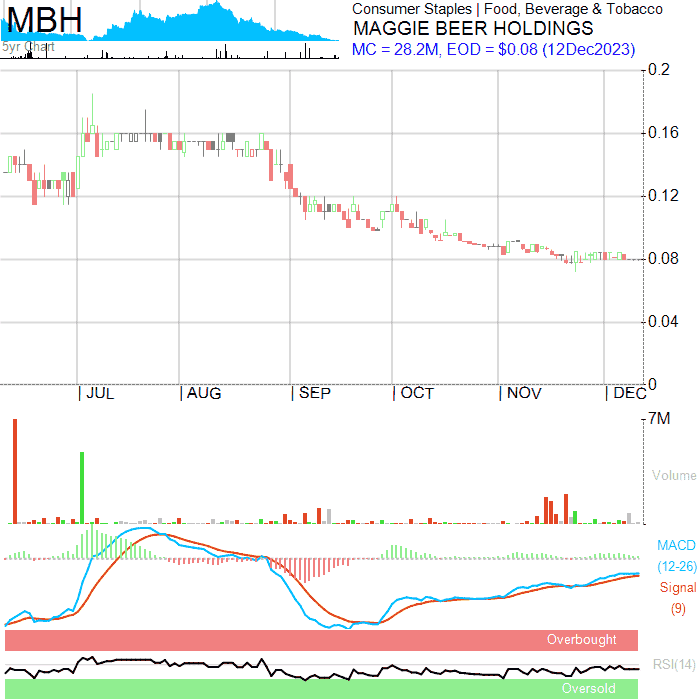 MBH
5yr Chart
Consumer Staples | Food, Beverage & Tobacco
MAGGIE BEER HOLDINGS
MC = 28.2M, EOD = $0.08 (12Dec2023)
0.2
0.16
0.12
0.08
0.04
0
JUL
AUG
SEP
OCT
NOV
DEC
7M
Volume
MACD
(12-26)
Signal
(9)
Overbought
RSI(14)
Oversold